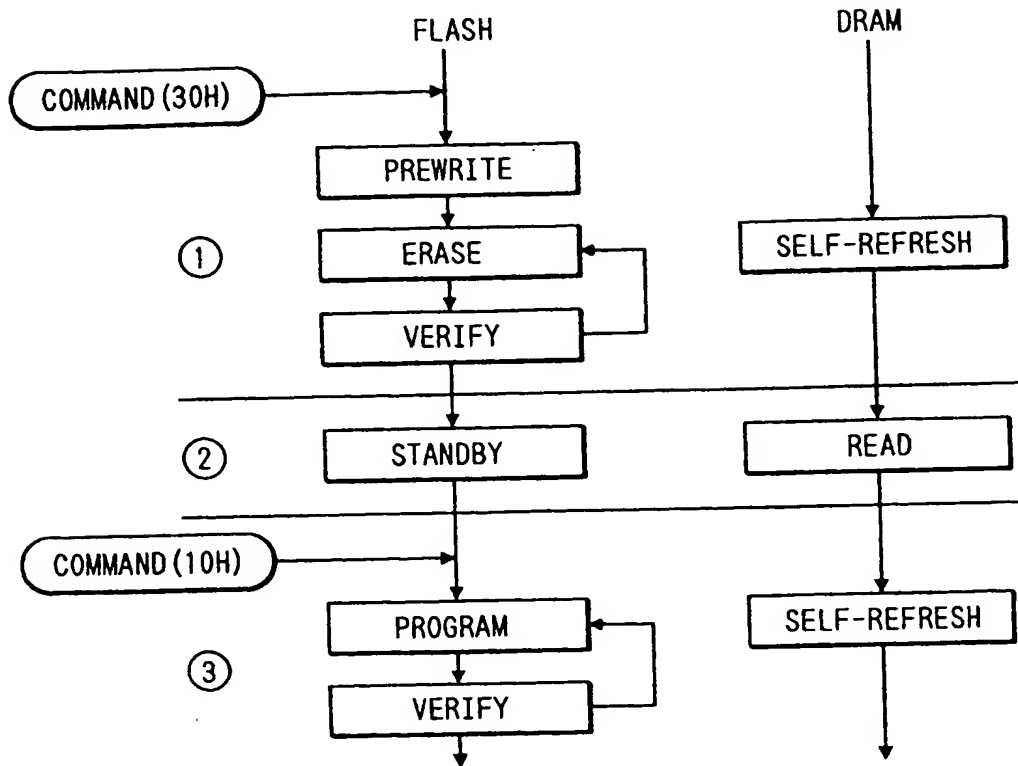 FLASH
DRAM
COMMAND(30H)
PREWRITE
1
ERASE
SELF-REFRESH
VERIFY
2
STANDBY
READ
COMMAND(10H)
PROGRAM
SELF-REFRESH
3
VERIFY